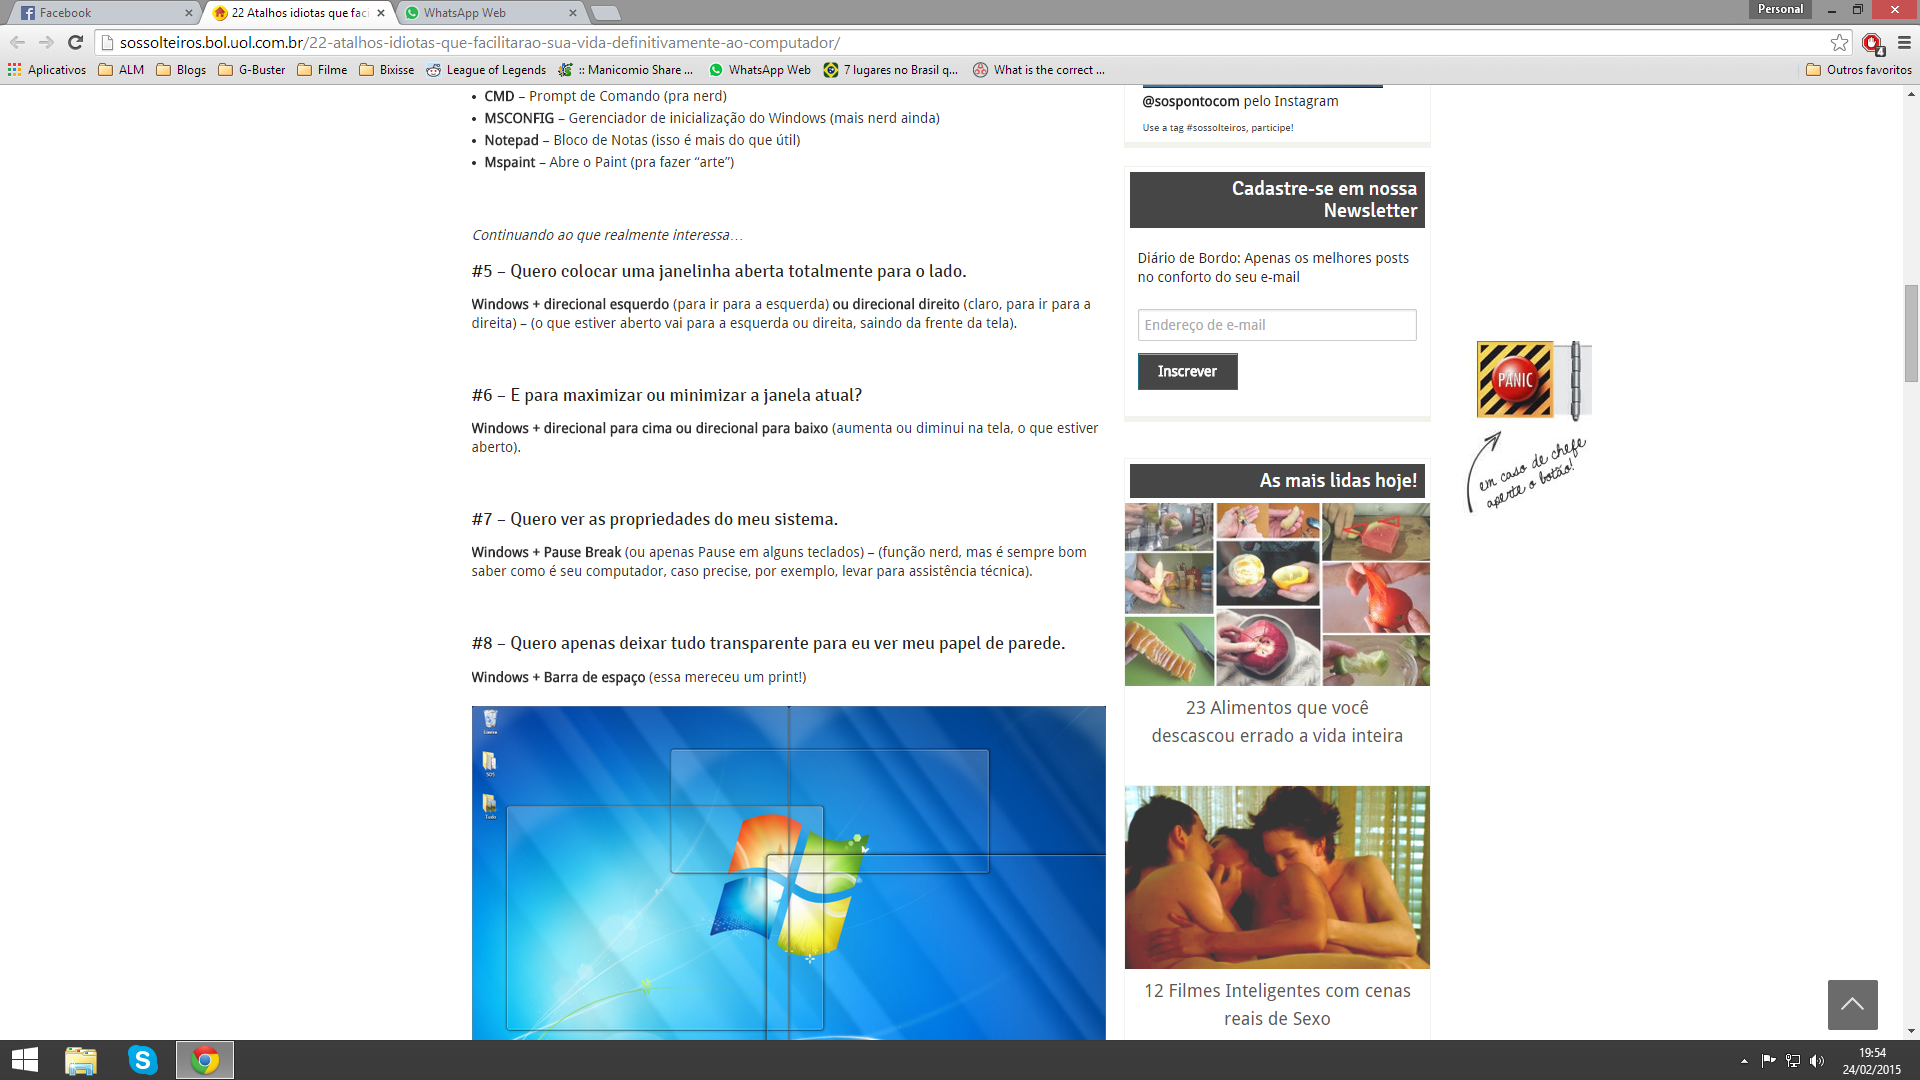 Facebook
22 Atalhos idiotas que faci
WhatsApp Web
Personal
sossolteiros.bol.uol.com.br/22-atalhos-idiotas-que-facilitarao-sua-vida-definitivamente-ao-computador/
4
Aplicativos
ALM
Blogs
G-Buster
Filme
Bixisse
League of Legends
:: Manicomio Share ...
WhatsApp Web
7 lugares no Brasil q...
What is the correct ...
Outros favoritos
• CMD – Prompt de Comando (pra nerd)
• MSCONFIG – Gerenciador de inicialização do Windows (mais nerd ainda)
• Notepad – Bloco de Notas (isso é mais do que útil)
• Mspaint – Abre o Paint (pra fazer “arte”)
Continuando ao que realmente interessa…
#5 – Quero colocar uma janelinha aberta totalmente para o lado.
Windows + direcional esquerdo (para ir para a esquerda) ou direcional direito (claro, para ir para a
direita) – (o que estiver aberto vai para a esquerda ou direita, saindo da frente da tela).
#6 – E para maximizar ou minimizar a janela atual?
Windows + direcional para cima ou direcional para baixo (aumenta ou diminui na tela, o que estiver
aberto).
#7 – Quero ver as propriedades do meu sistema.
Windows + Pause Break (ou apenas Pause em alguns teclados) – (função nerd, mas é sempre bom
saber como é seu computador, caso precise, por exemplo, levar para assistência técnica).
#8 – Quero apenas deixar tudo transparente para eu ver meu papel de parede.
Windows + Barra de espaço (essa mereceu um print!)
Lixeira
SOS
Tudo
@sospontocom pelo Instagram
Use a tag #sossolteiros, participe!
Cadastre-se em nossa
Newsletter
Diário de Bordo: Apenas os melhores posts
no conforto do seu e-mail
Endereço de e-mail
Inscrever
As mais lidas hoje!
23 Alimentos que você
descascou errado a vida inteira
12 Filmes Inteligentes com cenas
reais de Sexo
PANIC
em caso de chefe
aperte o botão!
19:54
24/02/2015